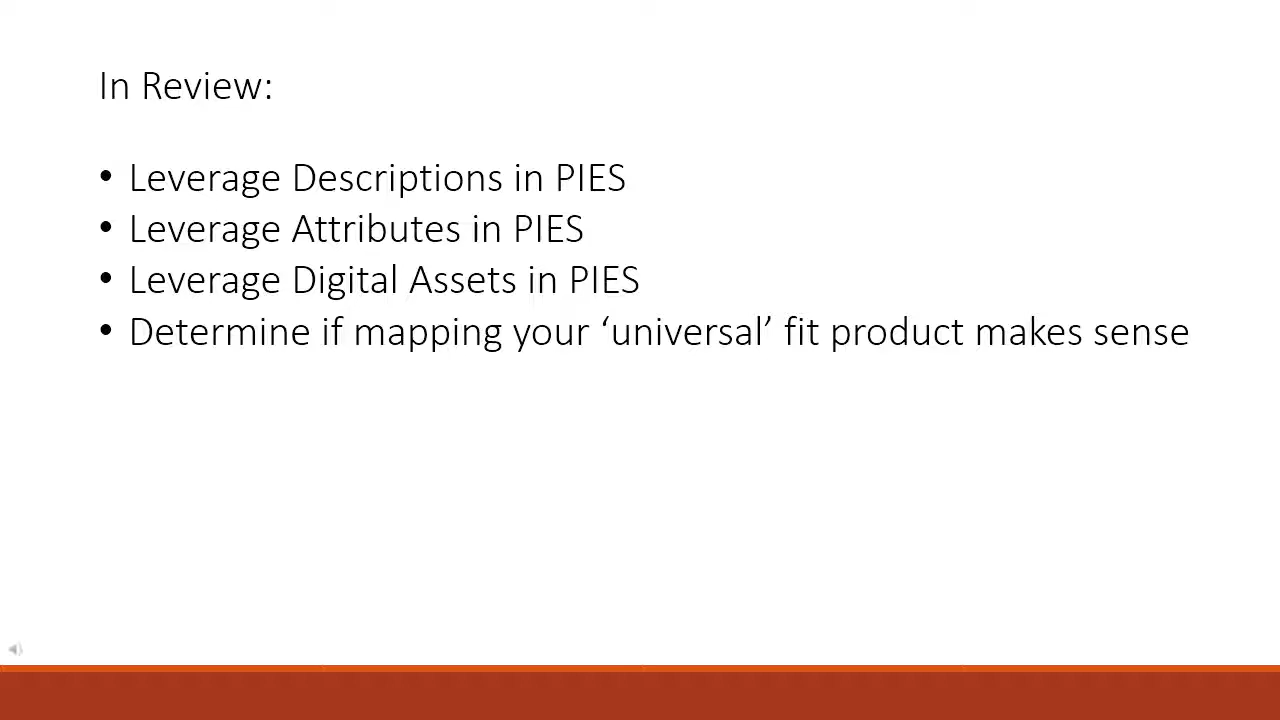 In Review:
• Leverage Descriptions in PIES
• Leverage Attributes in PIES
• Leverage Digital Assets in PIES
• Determine if mapping your ‘universal’ fit product makes sense